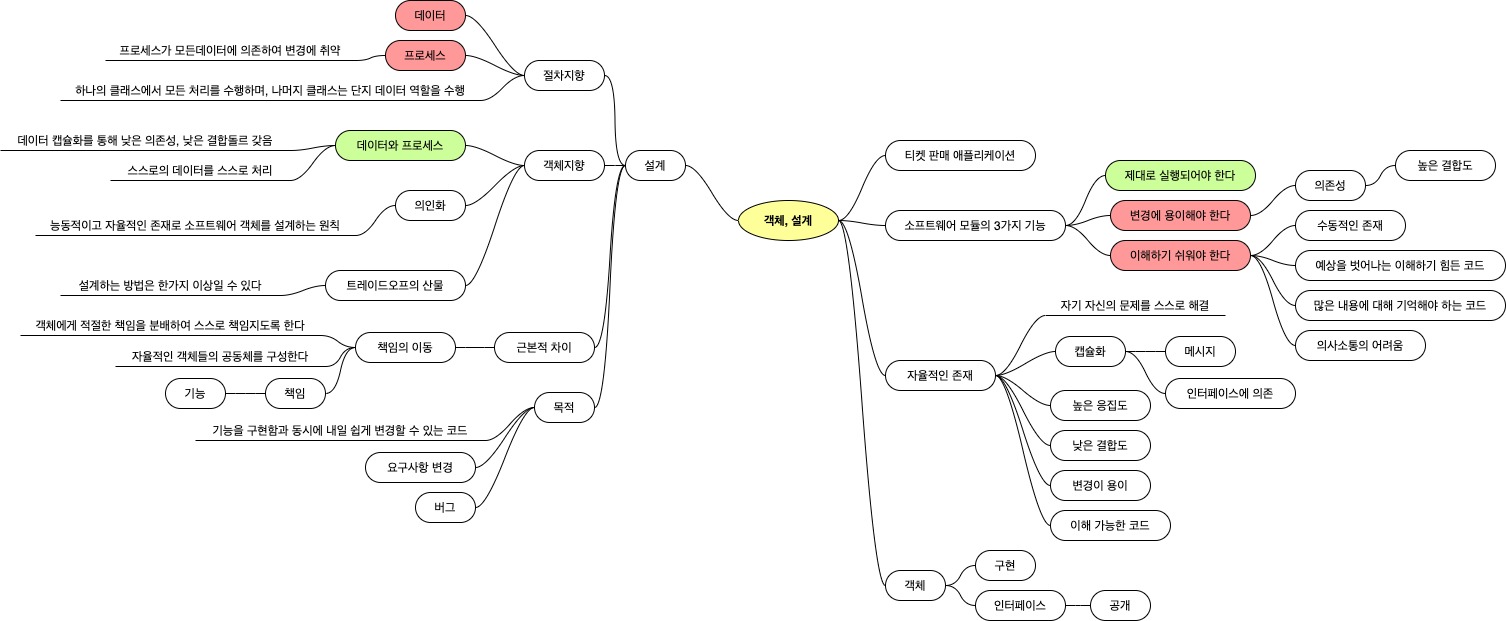 객체, 설계
설계
절차지향
데이터
프로세스
프로세스가 모든데이터에 의존하여 변경에 취약
하나의 클래스에서 모든 처리를 수행하며, 나머지 클래스는 단지 데이터 역할을 수행
객체지향
데이터와 프로세스
데이터 캡슐화를 통해 낮은 의존성, 낮은 결합돌르 갖음
스스로의 데이터를 스스로 처리
의인화
능동적이고 자율적인 존재로 소프트웨어 객체를 설계하는 원칙
트레이드오프의 산물
설계하는 방법은 한가지 이상일 수 있다
근본적 차이
책임의 이동
객체에게 적절한 책임을 분배하여 스스로 책임지도록 한다
자율적인 객체들의 공동체를 구성한다
책임
기능
목적
기능을 구현함과 동시에 내일 쉽게 변경할 수 있는 코드
요구사항 변경
버그
티켓 판매 애플리케이션
소프트웨어 모듈의 3가지 기능
제대로 실행되어야 한다
변경에 용이해야 한다
의존성
높은 결합도
이해하기 쉬워야 한다
수동적인 존재
예상을 벗어나는 이해하기 힘든 코드
많은 내용에 대해 기억해야 하는 코드
의사소통의 어려움
자율적인 존재
자기 자신의 문제를 스스로 해결
캡슐화
메시지
인터페이스에 의존
높은 응집도
낮은 결합도
변경이 용이
이해 가능한 코드
객체
구현
인터페이스
공개